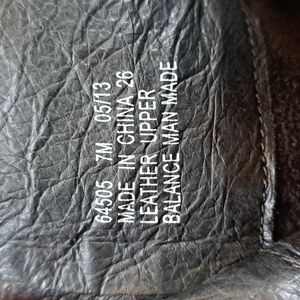 64505 7M 05/13
MADE IN CHINA 26
LEATHER UPPER
BALANCE MAN MADE